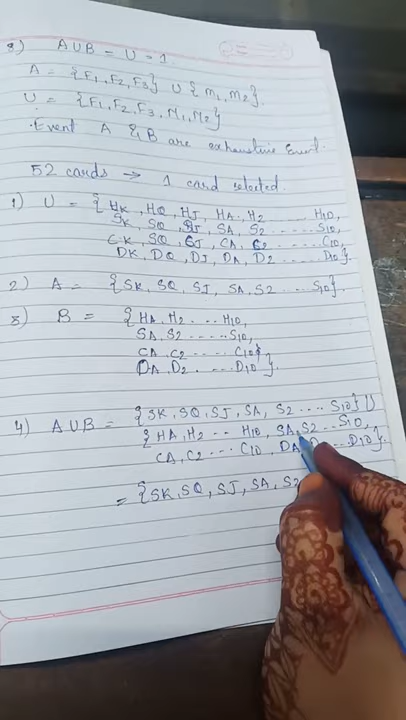 3) AUB = U = 1.
A = {F1, F2, F3} U {M1, M2}.
U = {F1, F2, F3, M1, M2}
∴ Event A & B are exhaustive Event.
52 cards → 1 card selected.
1) U = {HK, HQ, HJ, HA, H2 ...... H10,
SK, SQ, SJ, SA, S2 ...... S10,
CK, SQ, CJ, CA, C2 ...... C10,
DK, DQ, DJ, DA, D2 ...... D10}.
2) A = {SK, SQ, SJ, SA, S2 ... S10}.
3) B = {HA, H2 ... H10,
SA, S2 ...... S10,
CA, C2 ...... C10}
DA, D2 ...... D10}.
4) AUB = {SK, SQ, SJ, SA, S2 .... S10} U
{HA, H2 ... H10, SA, S2 ... S10,
CA, C2 ... C10, DA, D ... D10}.
= {SK, SQ, SJ, SA, S2